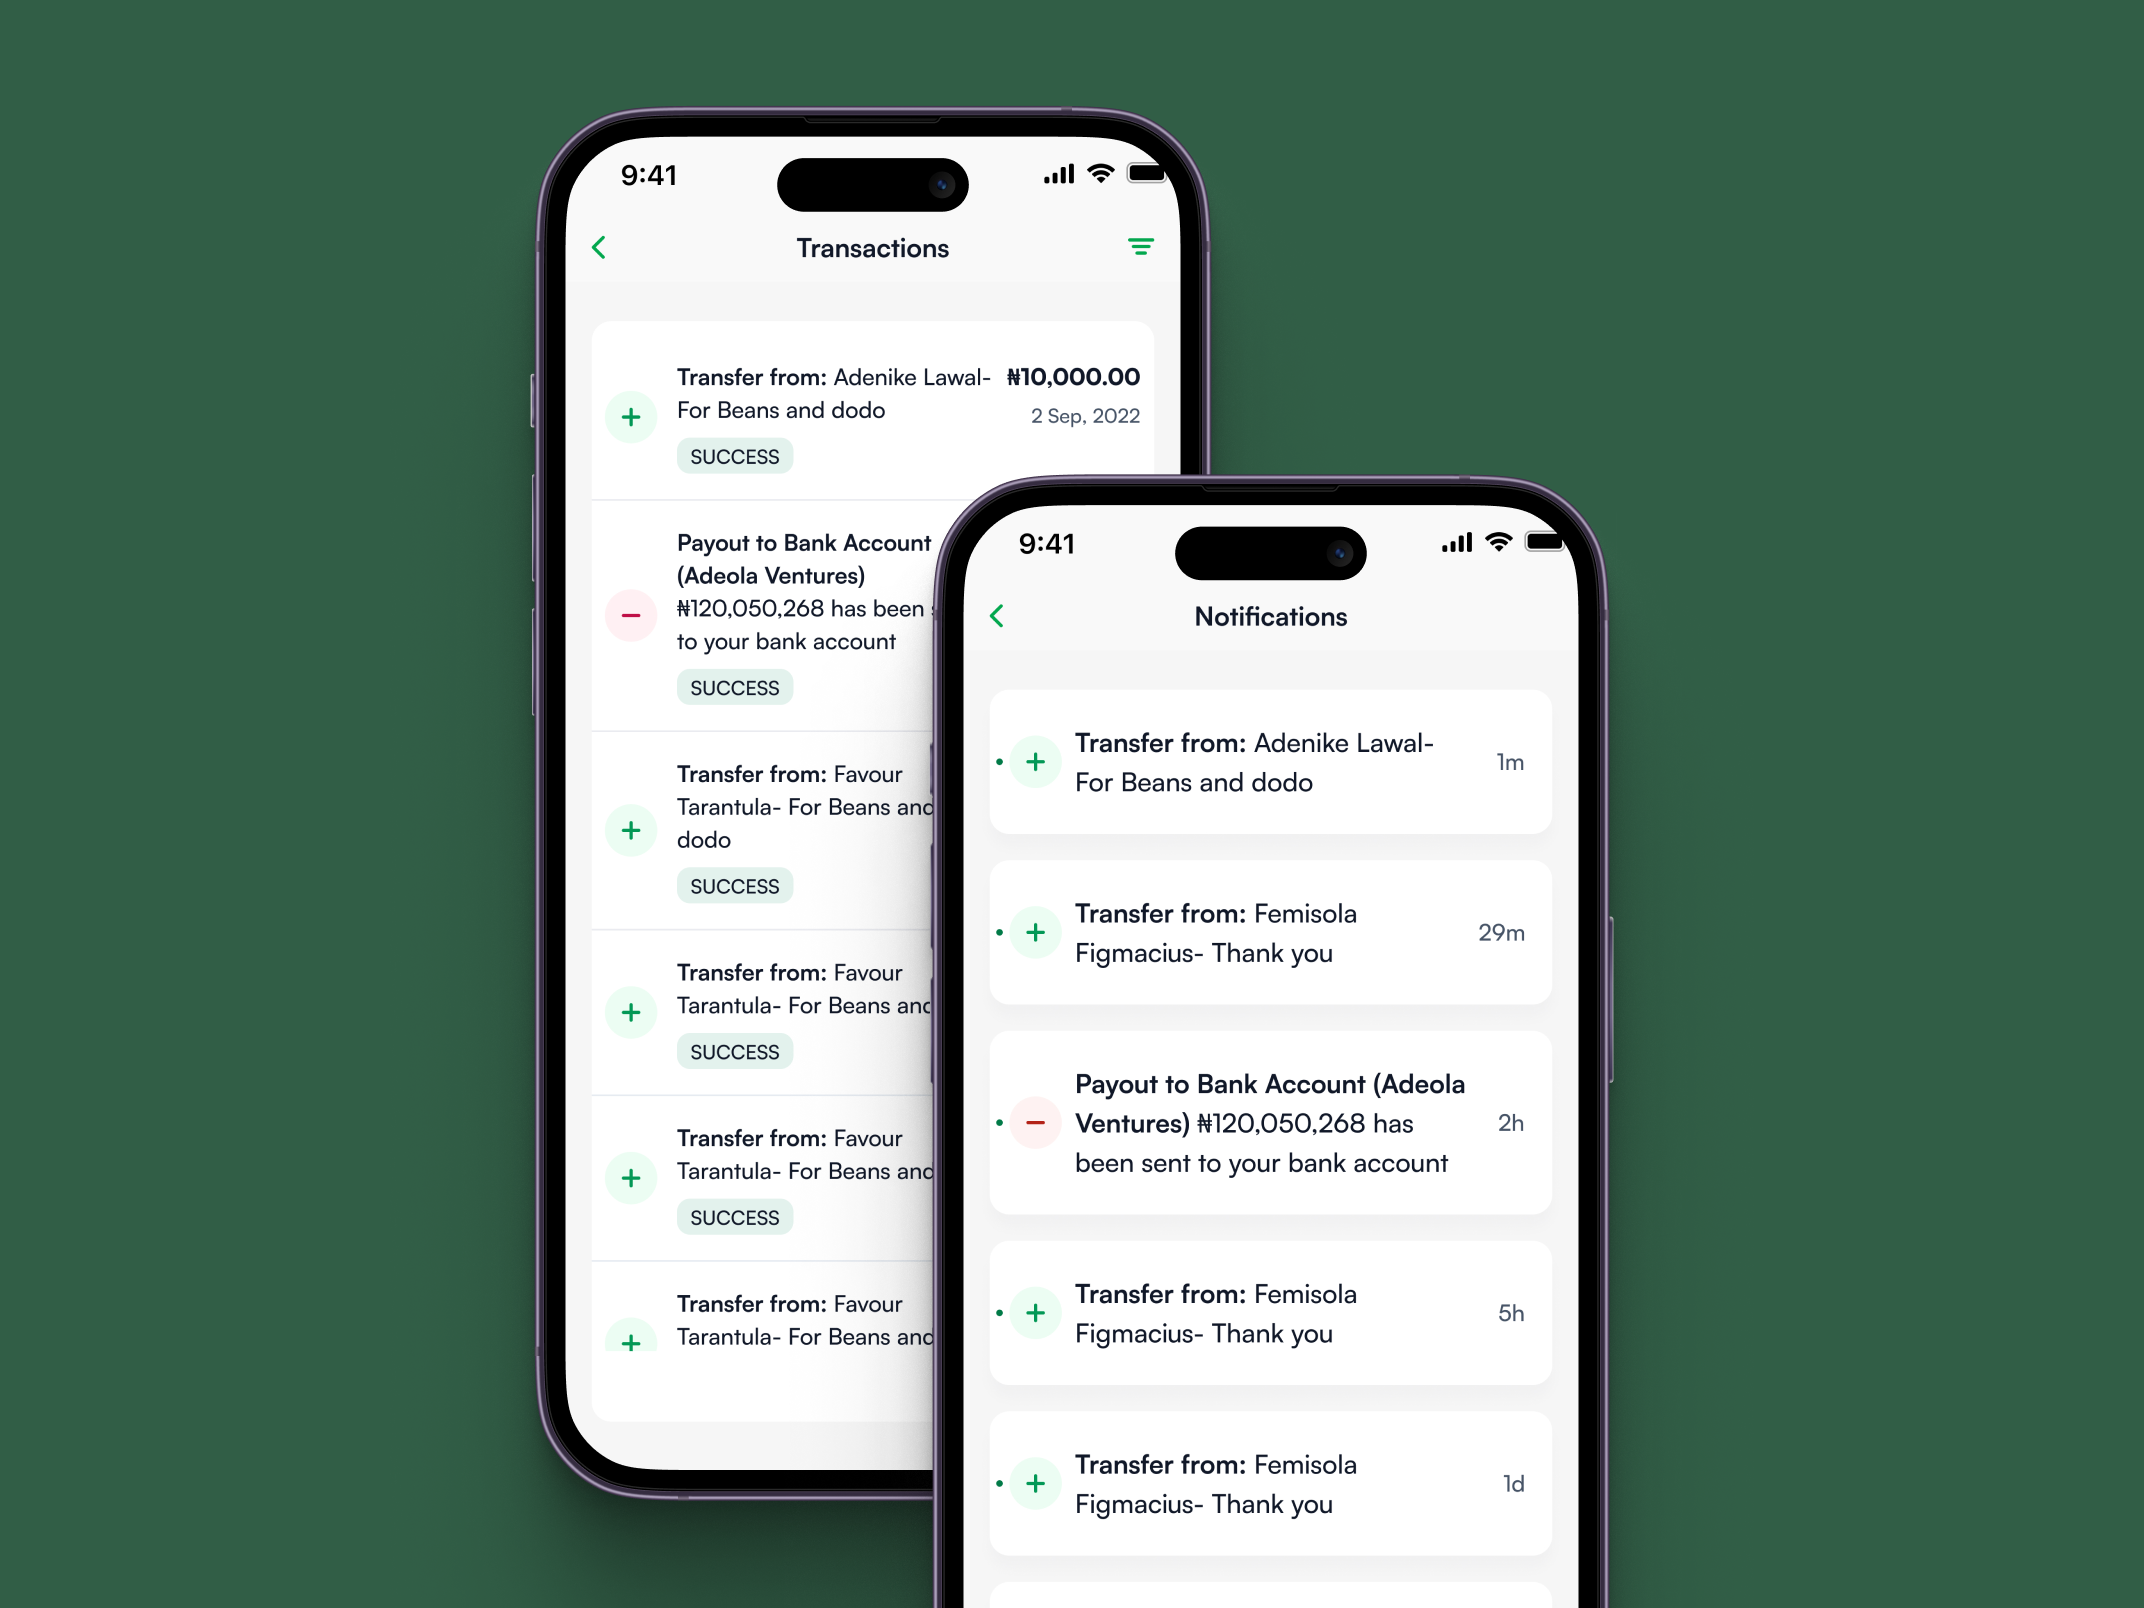 9:41
Transactions
Transfer from: Adenike Lawal- ₦10,000.00
For Beans and dodo 2 Sep, 2022
SUCCESS
Payout to Bank Account
(Adeola Ventures)
₦120,050,268 has been
to your bank account
SUCCESS
Transfer from: Favour
Tarantula- For Beans and
dodo
SUCCESS
Transfer from: Favour
Tarantula- For Beans and
SUCCESS
Transfer from: Favour
Tarantula- For Beans and
SUCCESS
Transfer from: Favour
Tarantula- For Beans and
9:41
Notifications
Transfer from: Adenike Lawal-
For Beans and dodo
1m
Transfer from: Femisola
Figmacius- Thank you
29m
Payout to Bank Account (Adeola
Ventures) ₦120,050,268 has
been sent to your bank account
2h
Transfer from: Femisola
Figmacius- Thank you
5h
Transfer from: Femisola
Figmacius- Thank you
1d